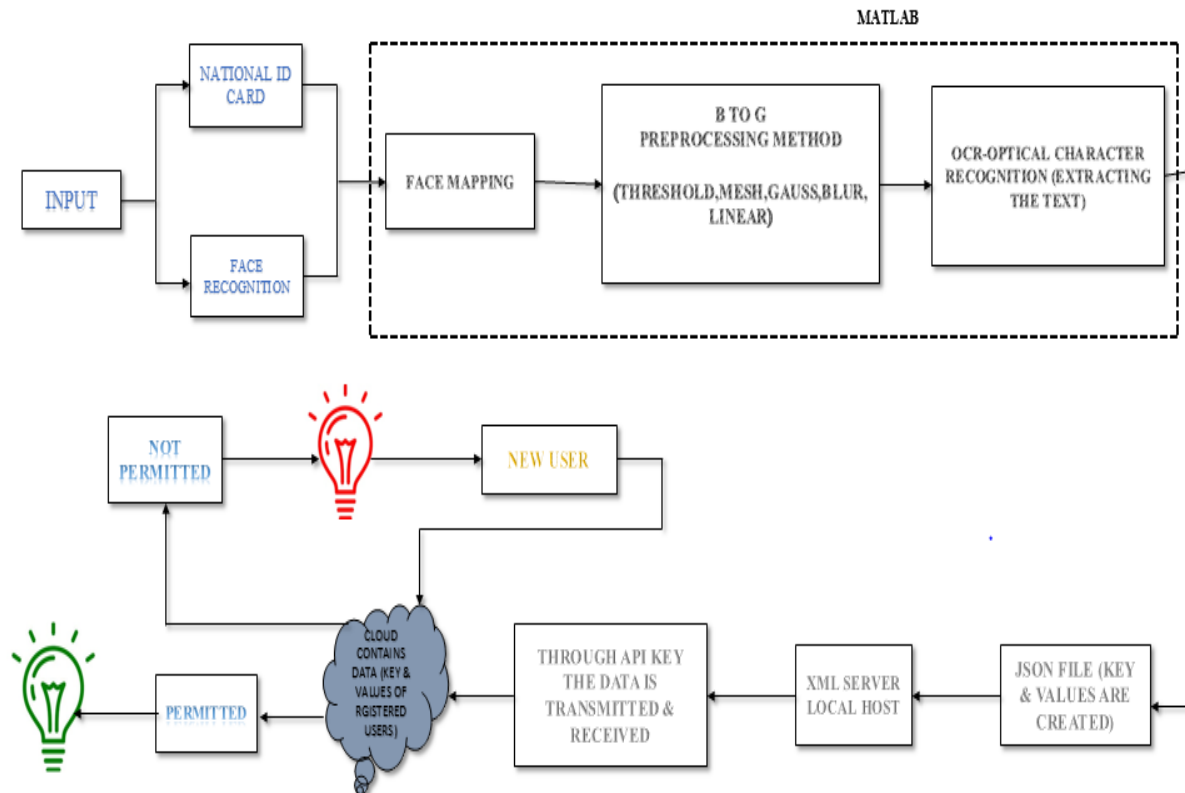 MATLAB
NATIONAL ID
CARD
INPUT
FACE
RECOGNITION
FACE MAPPING
B TO G
PREPROCESSING METHOD
(THRESHOLD,MESH,GAUSS,BLUR,
LINEAR)
OCR-OPTICAL CHARACTER
RECOGNITION (EXTRACTING
THE TEXT)
NOT
PERMITTED
NEW USER
CLOUD
CONTAINS
DATA (KEY &
VALUES OF
RGISTERED
USERS)
PERMITTED
THROUGH API KEY
THE DATA IS
TRANSMITTED &
RECEIVED
XML SERVER
LOCAL HOST
JSON FILE (KEY
& VALUES ARE
CREATED)